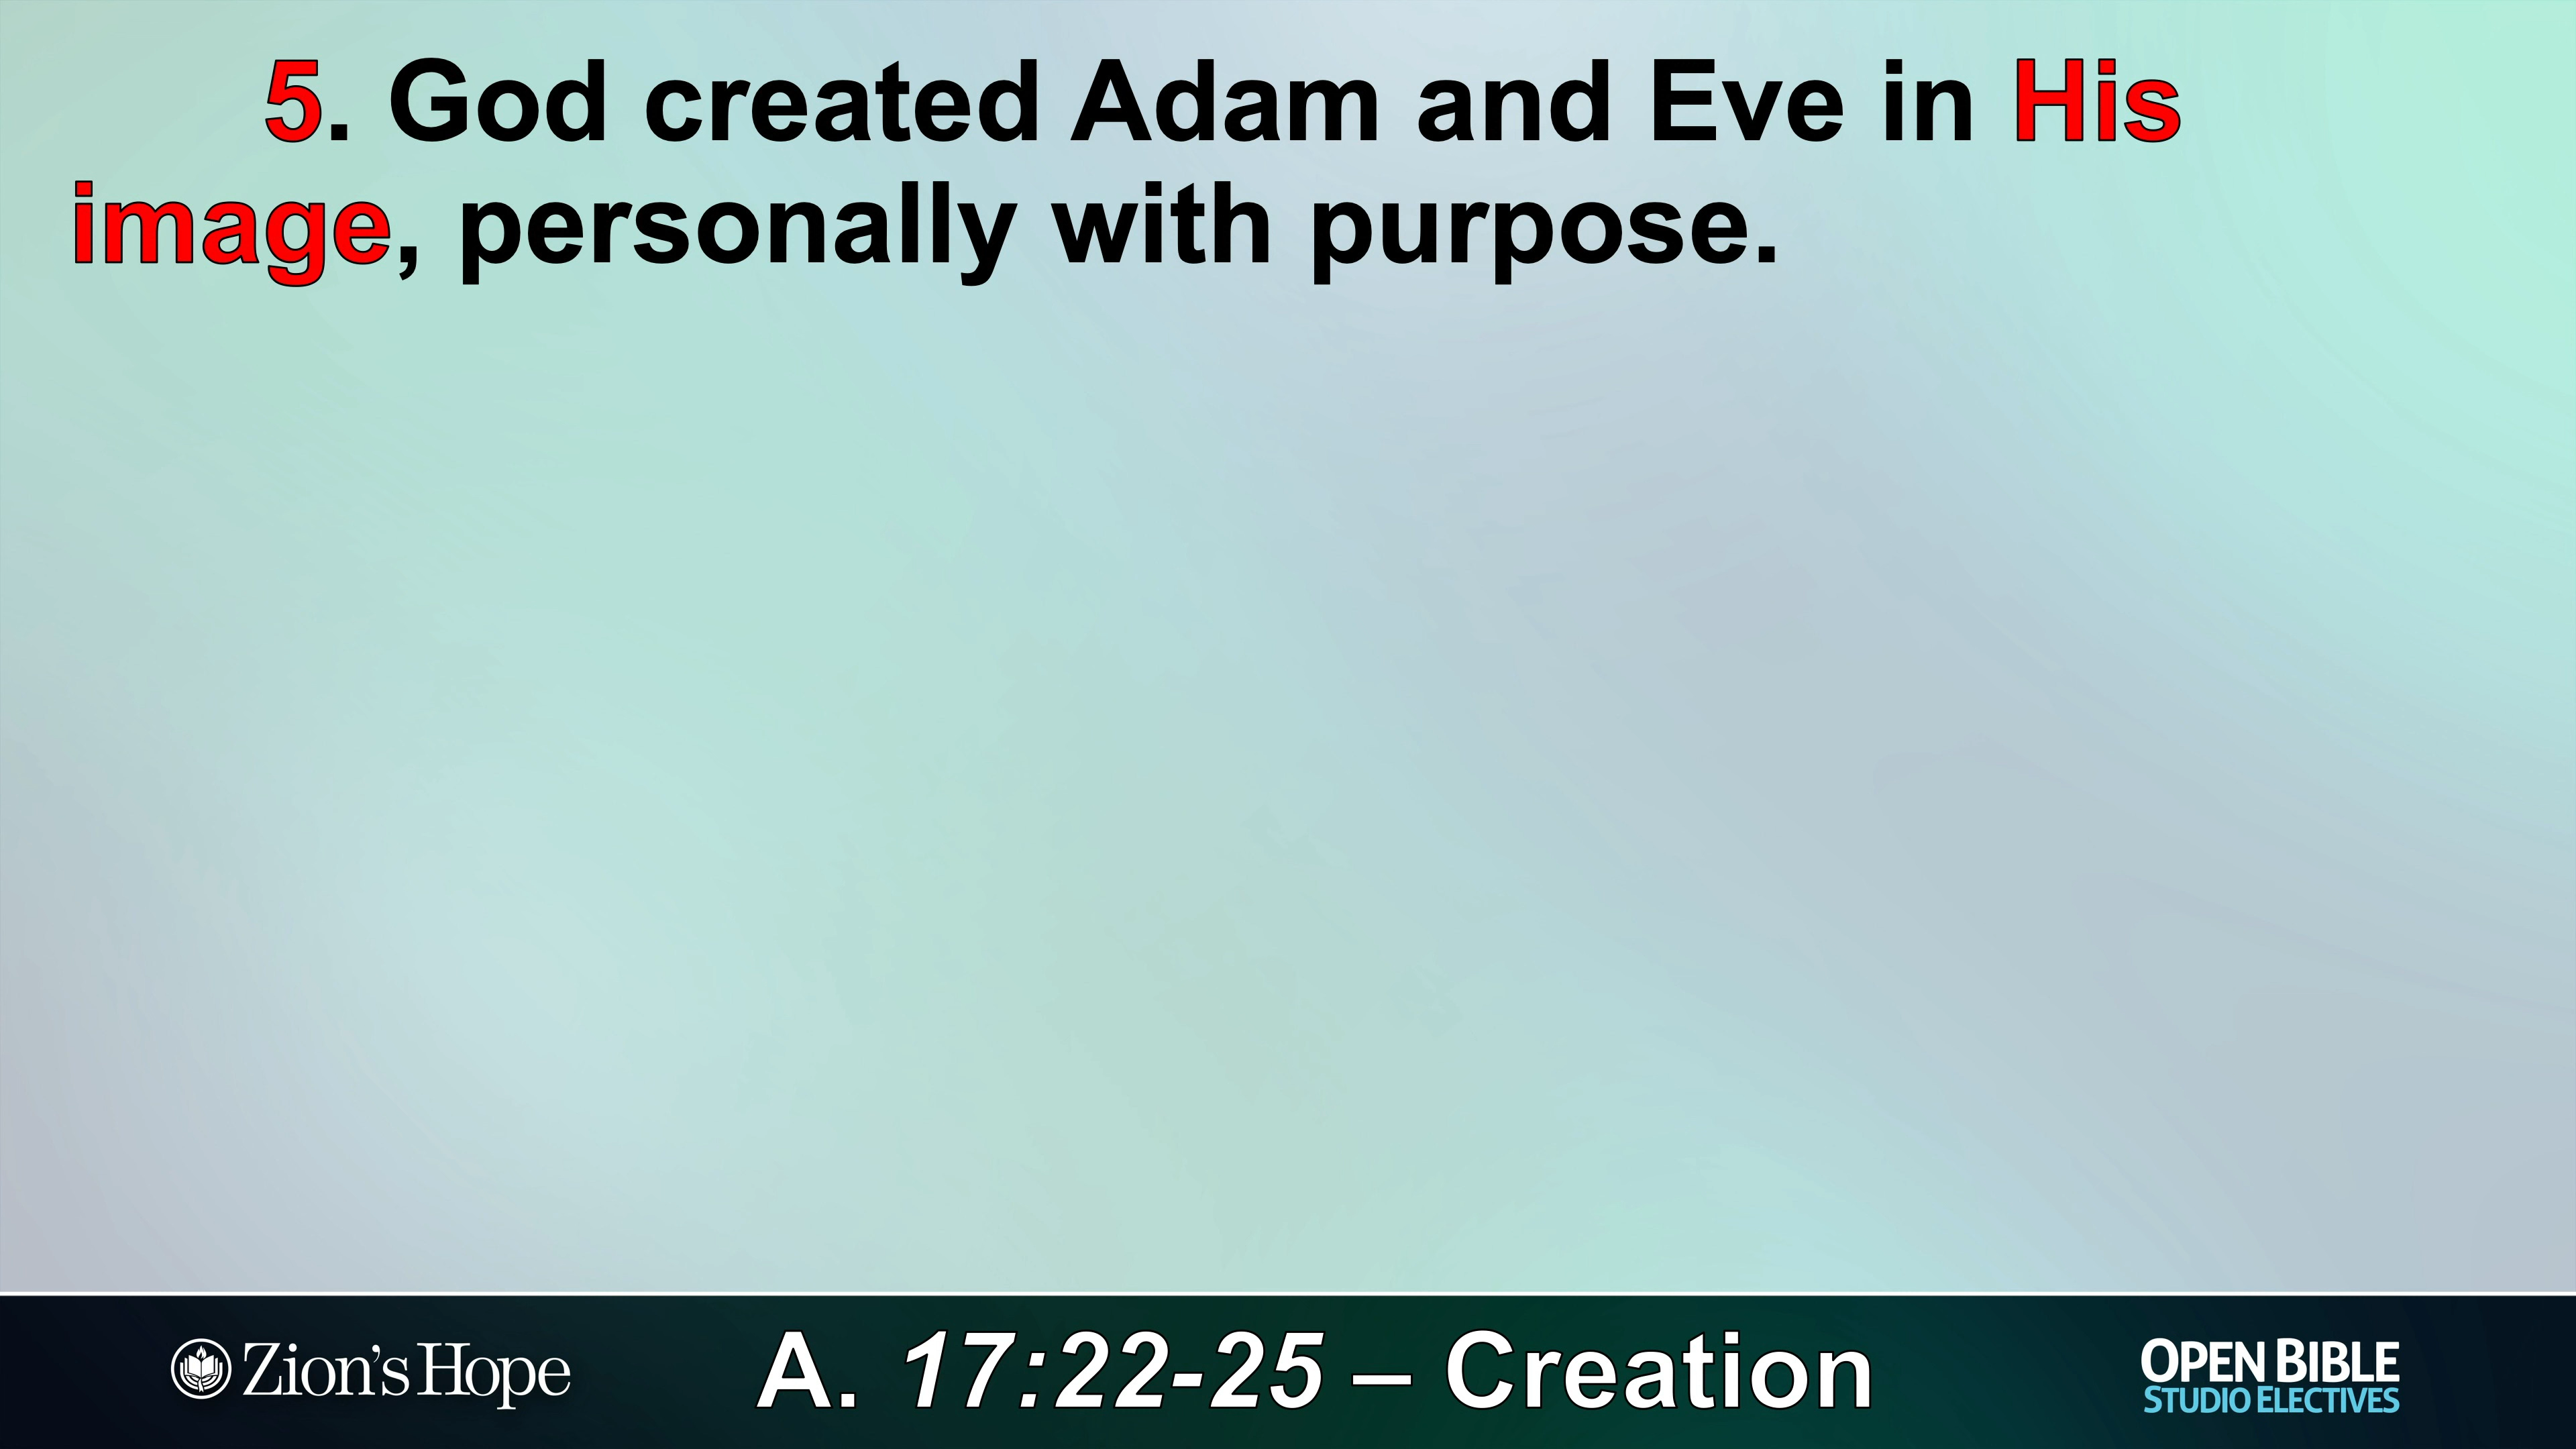 5. God created Adam and Eve in His
image, personally with purpose.
Zion's Hope
A. 17:22-25 – Creation
OPEN BIBLE
STUDIO ELECTIVES